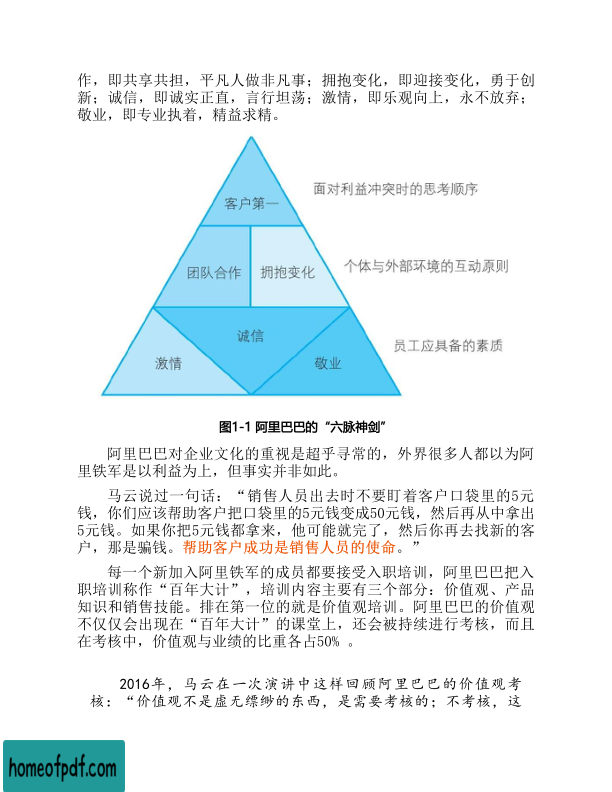 作，即共享共担，平凡人做非凡事；拥抱变化，即迎接变化，勇于创
新；诚信，即诚实正直，言行坦荡；激情，即乐观向上，永不放弃；
敬业，即专业执着，精益求精。
客户第一
面对利益冲突时的思考顺序
团队合作
拥抱变化
个体与外部环境的互动原则
诚信
激情
敬业
员工应具备的素质
图1-1 阿里巴巴的“六脉神剑”
阿里巴巴对企业文化的重视是超乎寻常的，外界很多人都以为阿
里铁军是以利益为上，但事实并非如此。
马云说过一句话：“销售人员出去时不要盯着客户口袋里的5元
钱，你们应该帮助客户把口袋里的5元钱变成50元钱，然后再从中拿出
5元钱。如果你把5元钱都拿来，他可能就完了，然后你再去找新的客
户，那是骗钱。帮助客户成功是销售人员的使命。”
每一个新加入阿里铁军的成员都要接受入职培训，阿里巴巴把入
职培训称作“百年大计”，培训内容主要有三个部分：价值观、产品
知识和销售技能。排在第一位的就是价值观培训。阿里巴巴的价值观
不仅仅会出现在“百年大计”的课堂上，还会被持续进行考核，而且
在考核中，价值观与业绩的比重各占50% 。
2016年，马云在一次演讲中这样回顾阿里巴巴的价值观考
核：“价值观不是虚无缥缈的东西，是需要考核的；不考核，这
homeofpdf.com